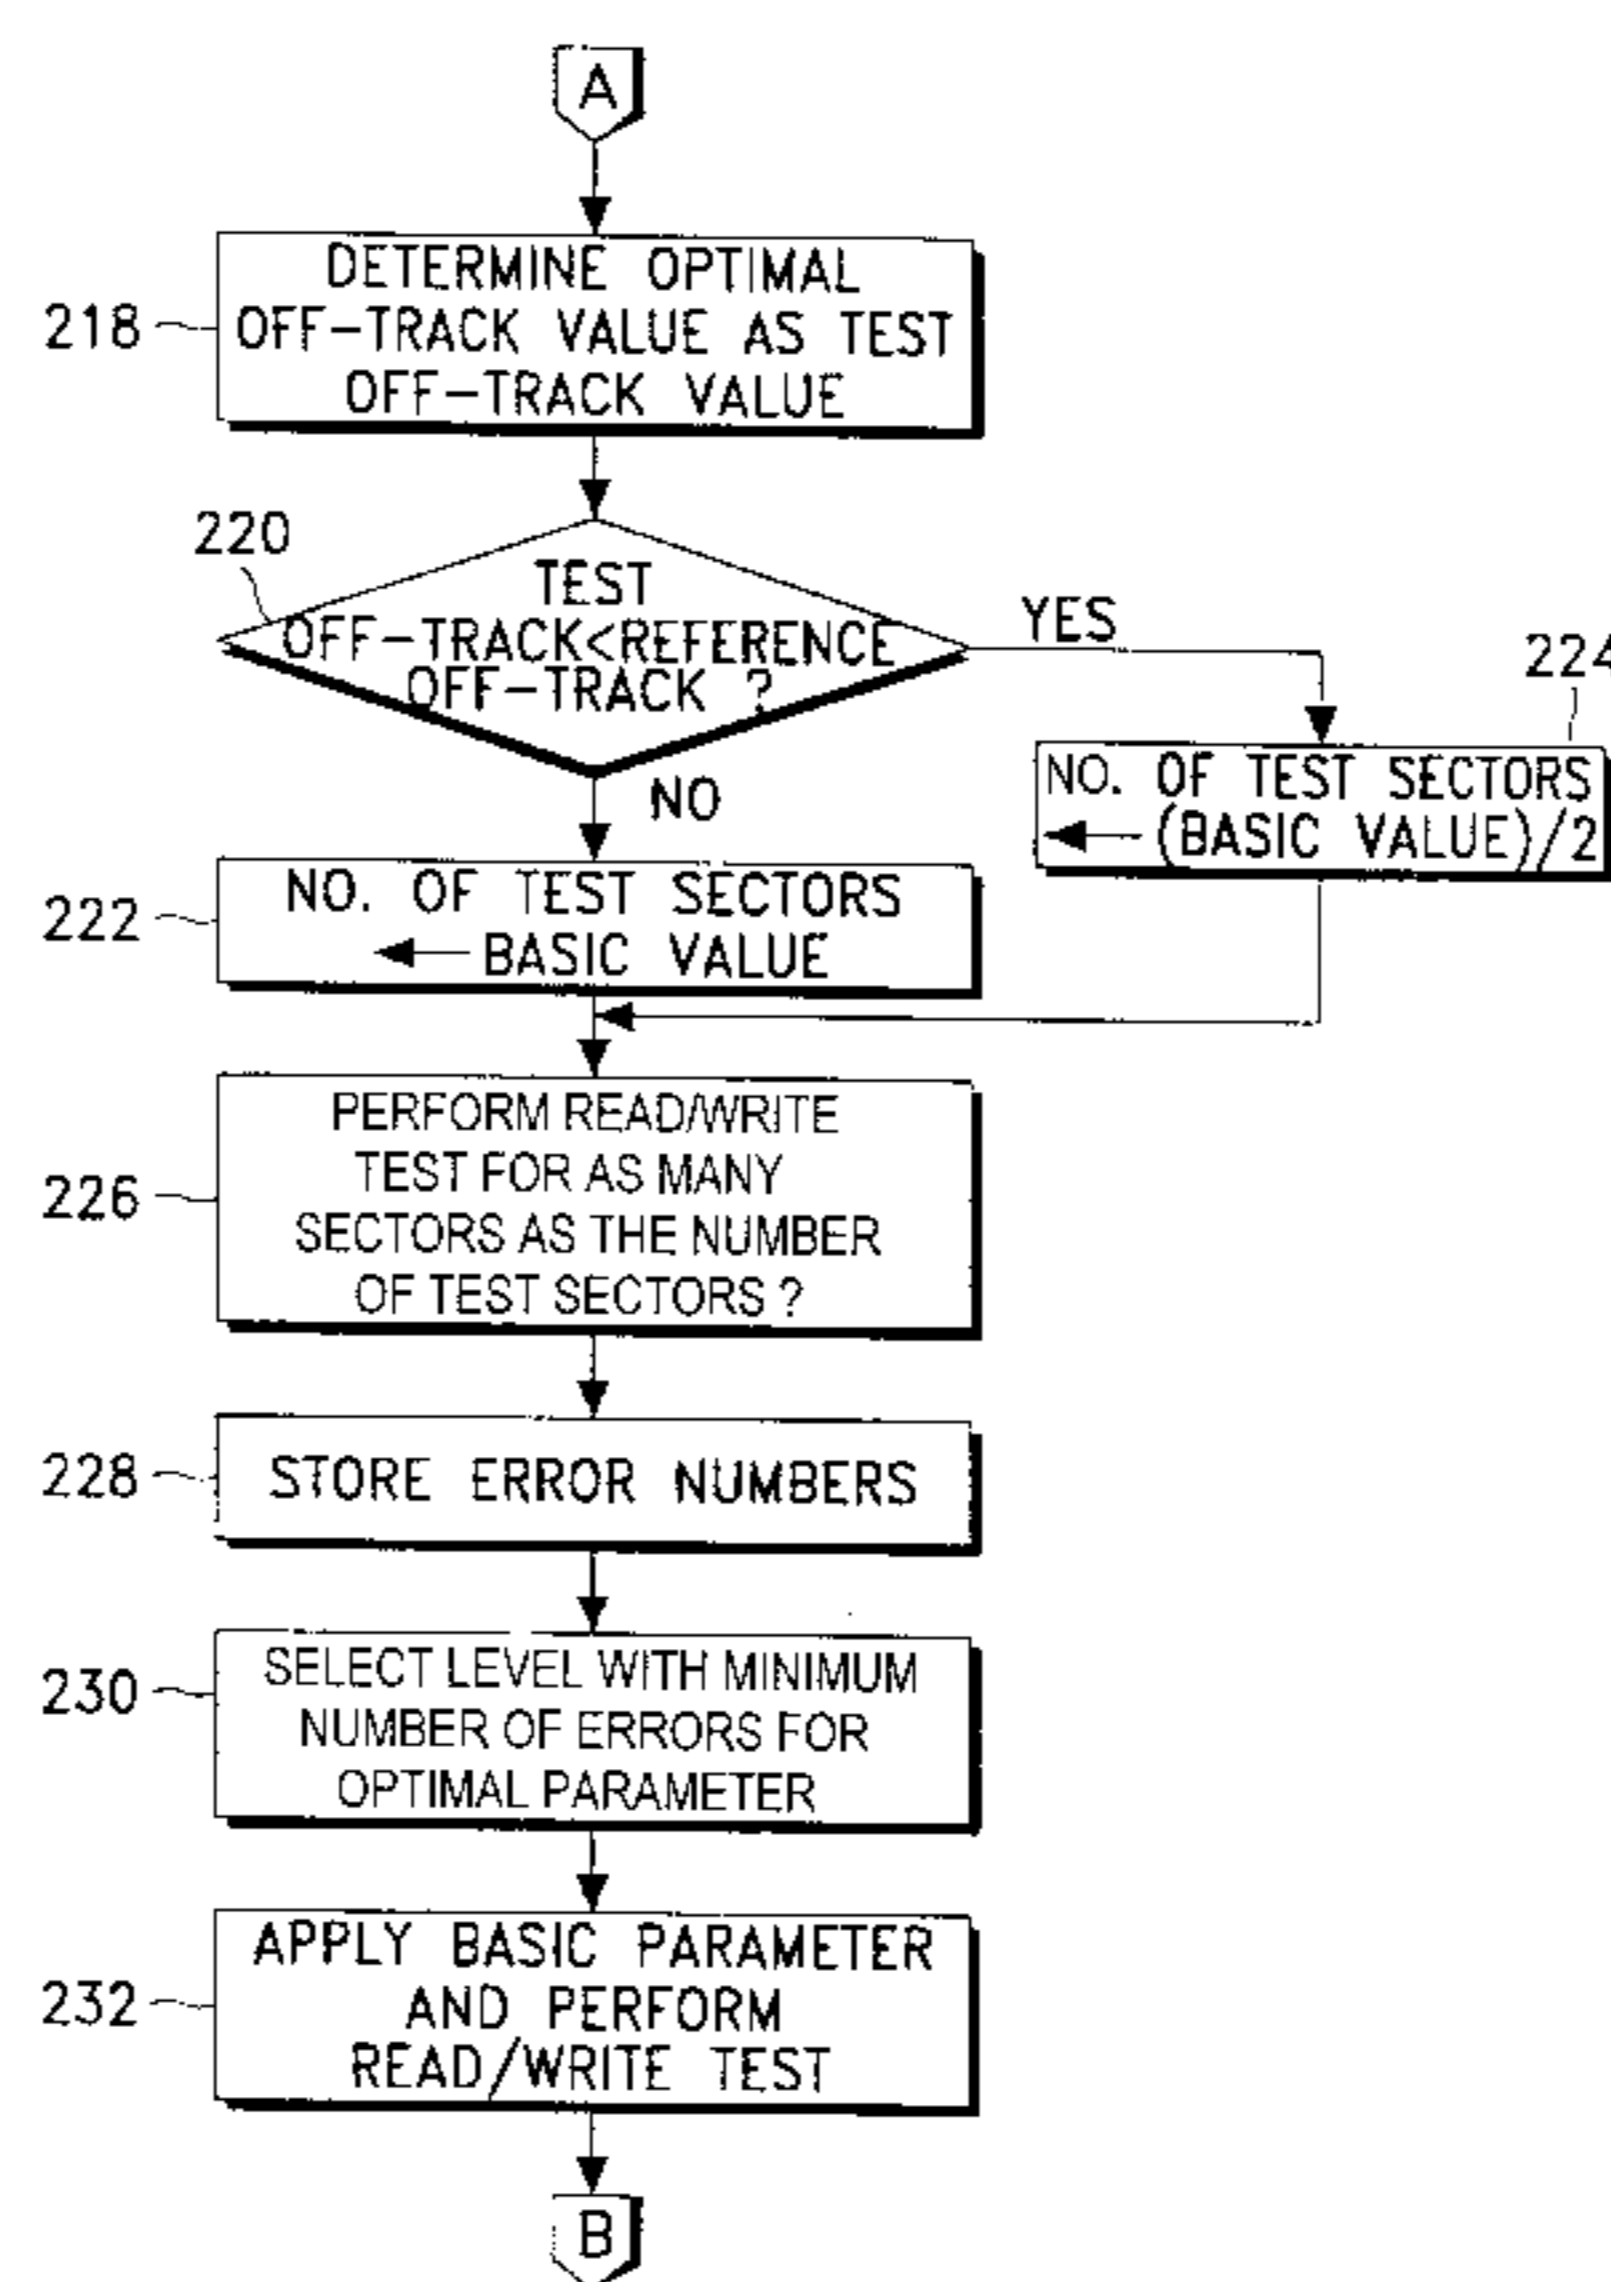 A
DETERMINE OPTIMAL
218 OFF-TRACK VALUE AS TEST
OFF-TRACK VALUE
220
TEST
OFF-TRACK<REFERENCE
OFF-TRACK ?
YES
NO
224
NO. OF TEST SECTORS
← (BASIC VALUE)/2
222
NO. OF TEST SECTORS
← BASIC VALUE
226
PERFORM READ/WRITE
TEST FOR AS MANY
SECTORS AS THE NUMBER
OF TEST SECTORS ?
228 STORE ERROR NUMBERS
230
SELECT LEVEL WITH MINIMUM
NUMBER OF ERRORS FOR
OPTIMAL PARAMETER
232
APPLY BASIC PARAMETER
AND PERFORM
READ/WRITE TEST
B